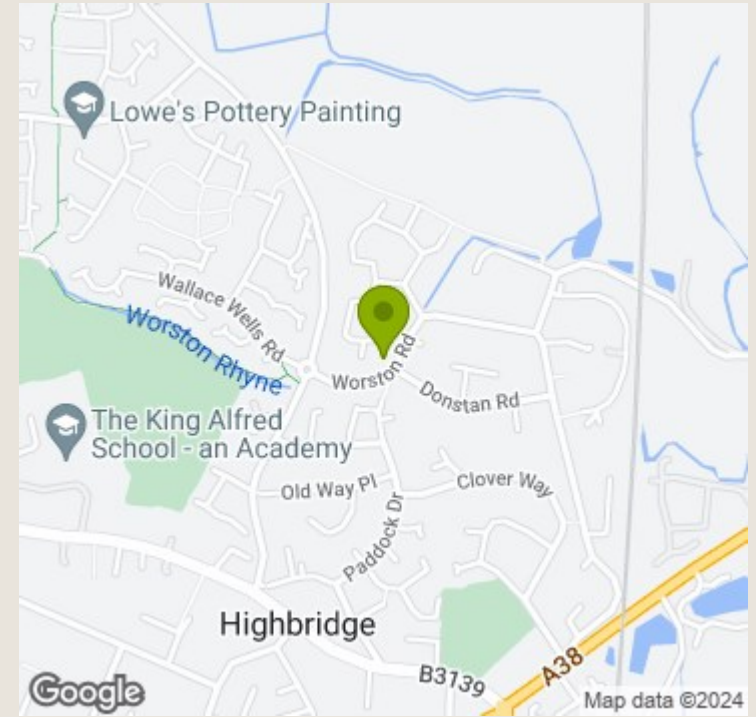 Lowe's Pottery Painting
Wallace Wells Rd
Worston Rhyne
Worston Rd
Donstan Rd
The King Alfred
School - an Academy
Old Way Pl
Clover Way
Paddock Dr
Highbridge
B3139
A38
Google
Map data ©2024